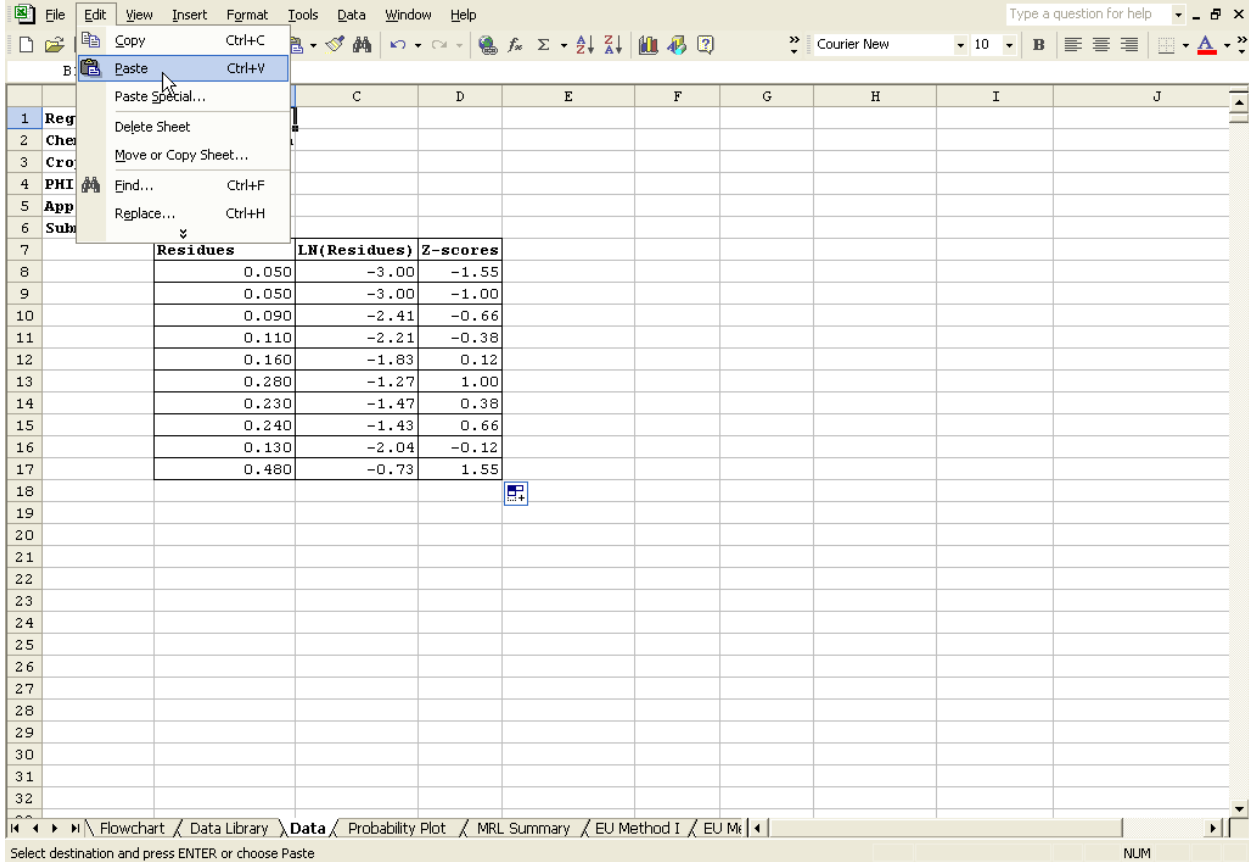 File Edit View Insert Format Tools Data Window Help Type a question for help
Copy Ctrl+C
Courier New 10 B
Paste Ctrl+V
Paste Special...
Delete Sheet
Move or Copy Sheet...
Find... Ctrl+F
Replace... Ctrl+H
C D E F G H I J
1 Reg
2
3
4 PHI
5 App
6
7 Residues LN(Residues) Z-scores
8 0.050 -3.00 -1.55
9 0.050 -3.00 -1.00
10 0.090 -2.41 -0.66
11 0.110 -2.21 -0.38
12 0.160 -1.83 0.12
13 0.280 -1.27 1.00
14 0.230 -1.47 0.38
15 0.240 -1.43 0.66
16 0.130 -2.04 -0.12
17 0.480 -0.73 1.55
18
19
20
21
22
23
24
25
26
27
28
29
30
31
32
Flowchart Data Library Data Probability Plot MRL Summary EU Method I EU Me
Select destination and press ENTER or choose Paste NUM